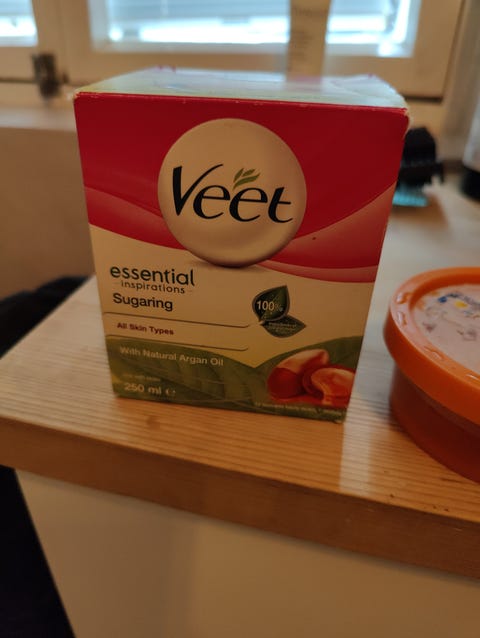 Veet
essential
inspirations
Sugaring
100%
All Skin Types
With Natural Argan Oil
250 ml e